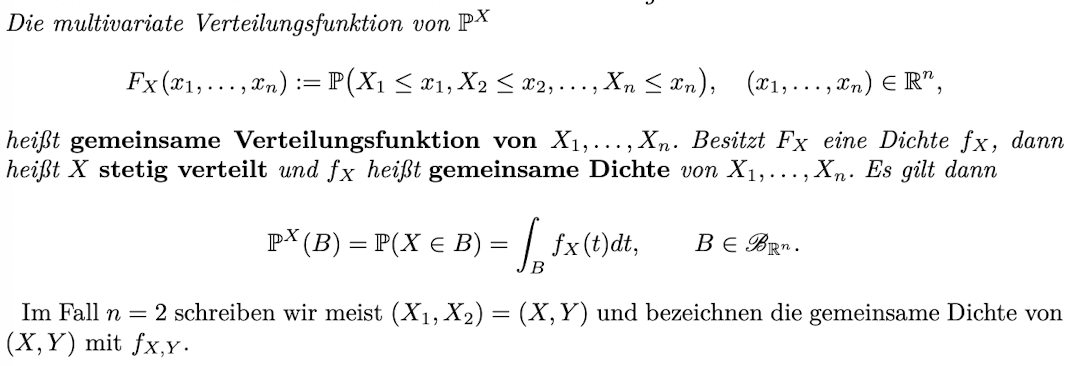 Die multivariate Verteilungsfunktion von ℙ^X
F_X(x_1, . . . , x_n) := ℙ(X_1 ≤ x_1, X_2 ≤ x_2, . . . , X_n ≤ x_n),   (x_1, . . . , x_n) ∈ ℝ^n,
heißt gemeinsame Verteilungsfunktion von X_1, . . . , X_n. Besitzt F_X eine Dichte f_X, dann
heißt X stetig verteilt und f_X heißt gemeinsame Dichte von X_1, . . . , X_n. Es gilt dann
ℙ^X(B) = ℙ(X ∈ B) = ∫_B f_X(t)dt,   B ∈ ℬ_{ℝ^n}.
Im Fall n = 2 schreiben wir meist (X_1, X_2) = (X, Y) und bezeichnen die gemeinsame Dichte von
(X, Y) mit f_{X,Y}.